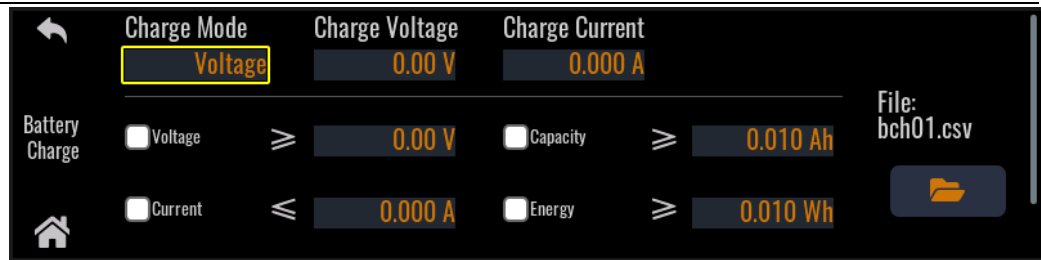 Charge Mode Charge Voltage Charge Current
Voltage 0.00 V 0.000 A
Battery
Charge
Voltage ≥ 0.00 V Capacity ≥ 0.010 Ah
Current ≤ 0.000 A Energy ≥ 0.010 Wh
File:
bch01.csv